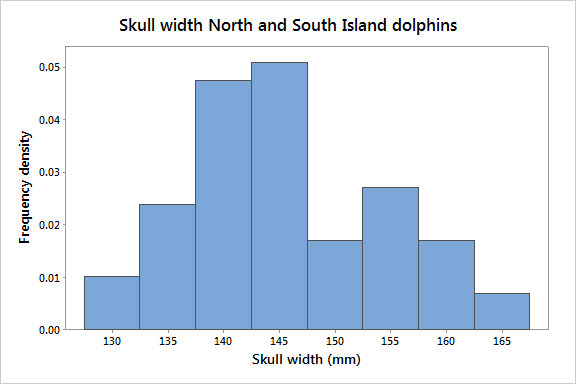 Skull width North and South Island dolphins
0.05
0.04
0.03
0.02
0.01
0.00
Frequency density
130 135 140 145 150 155 160 165
Skull width (mm)